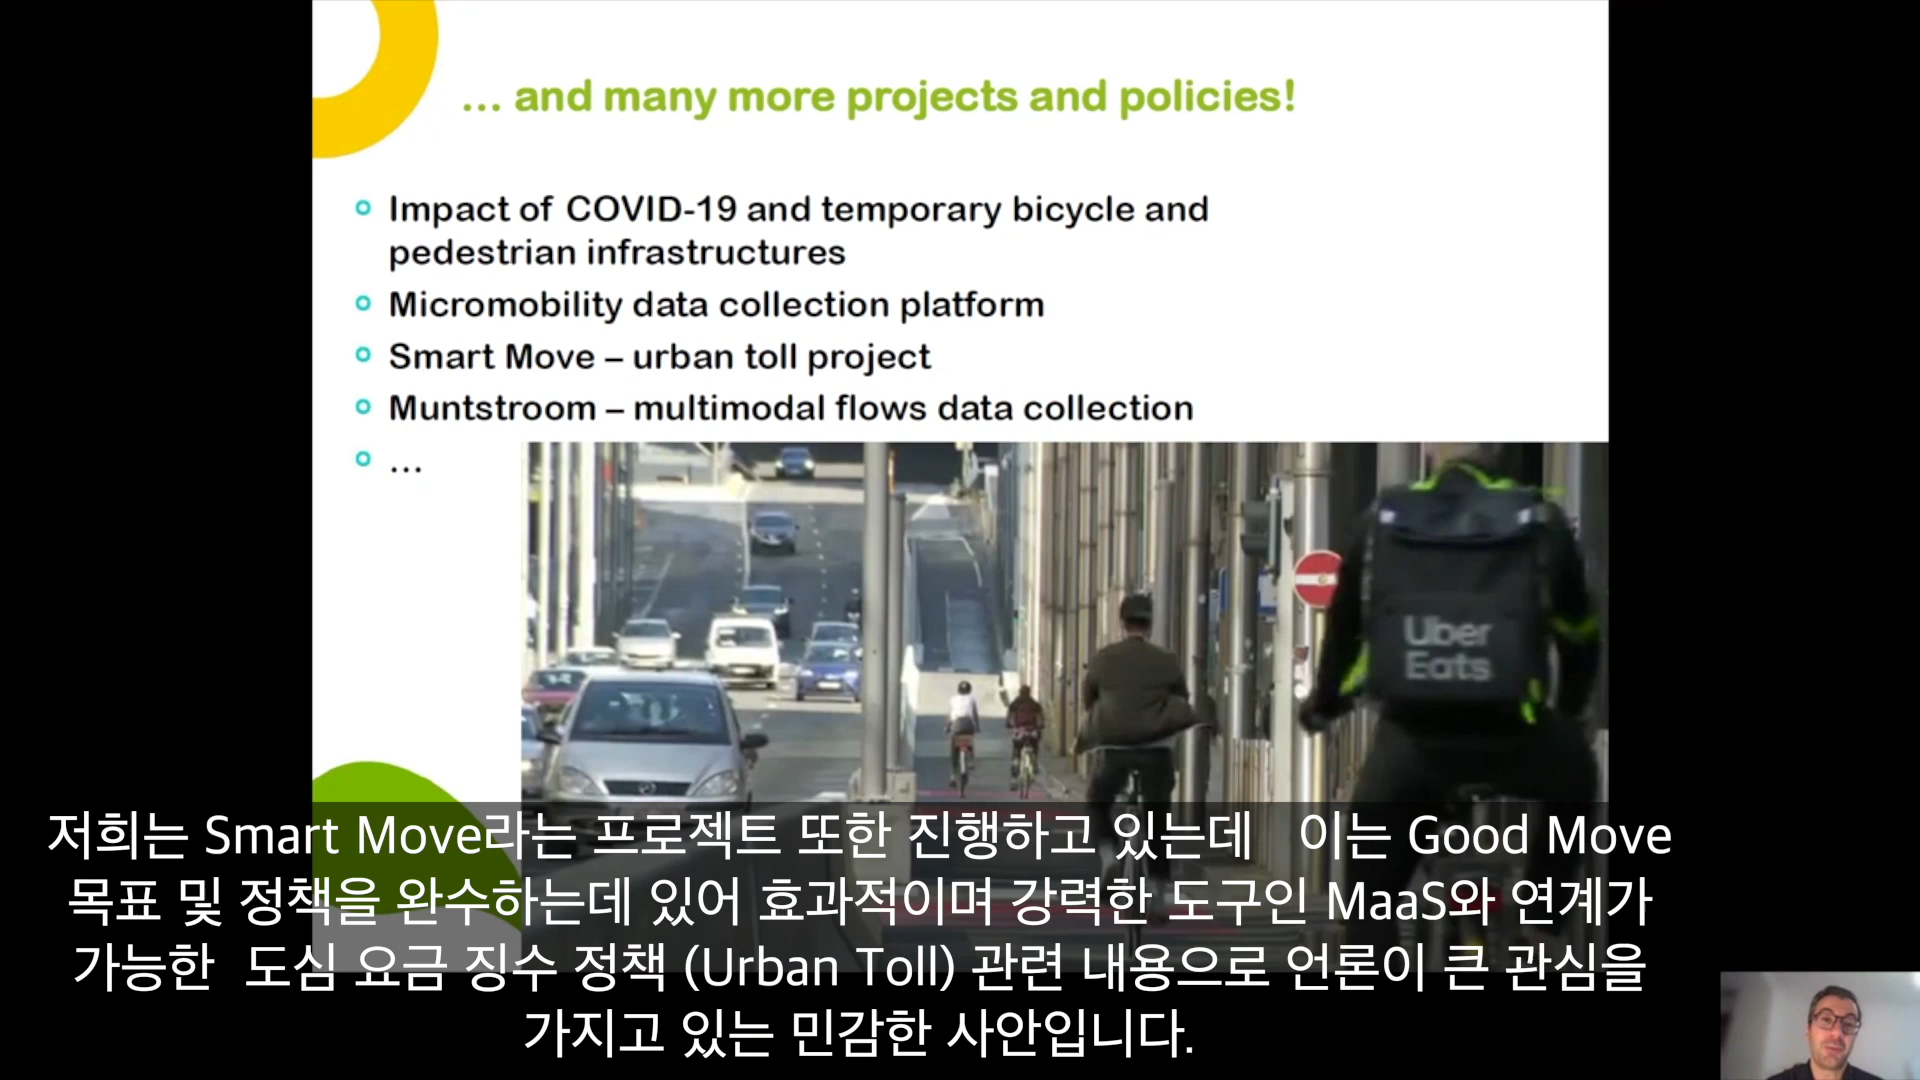 ... and many more projects and policies!
Impact of COVID-19 and temporary bicycle and
pedestrian infrastructures
Micromobility data collection platform
Smart Move – urban toll project
Muntstroom – multimodal flows data collection
...
Uber
Eats
저희는 Smart Move라는 프로젝트 또한 진행하고 있는데 이는 Good Move
목표 및 정책을 완수하는데 있어 효과적이며 강력한 도구인 MaaS와 연계가
가능한 도심 요금 징수 정책 (Urban Toll) 관련 내용으로 언론이 큰 관심을
가지고 있는 민감한 사안입니다.